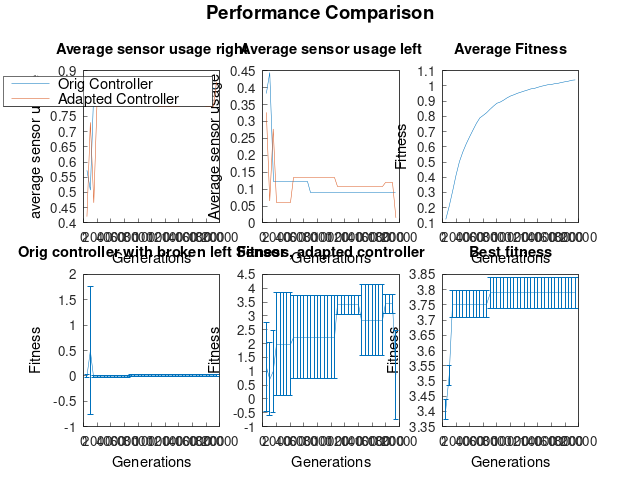 Performance Comparison
Average sensor usage right
Average sensor usage left
Average Fitness
Orig Controller
Adapted Controller
average sensor
Average sensor usage
Fitness
0.9
0.75
0.7
0.65
0.6
0.55
0.5
0.45
0.4
0.45
0.4
0.35
0.3
0.25
0.2
0.15
0.1
0.05
0
1.1
1
0.9
0.8
0.7
0.6
0.5
0.4
0.3
0.2
0.1
Generations
Generations
Generations
Orig controller with broken left Sensor
Fitness, adapted controller
Best fitness
Fitness
Fitness
Fitness
2
1.5
1
0.5
0
-0.5
-1
4.5
4
3.5
3
2.5
2
1.5
1
0.5
0
-0.5
-1
3.85
3.8
3.75
3.7
3.65
3.6
3.55
3.5
3.45
3.4
3.35
Generations
Generations
Generations